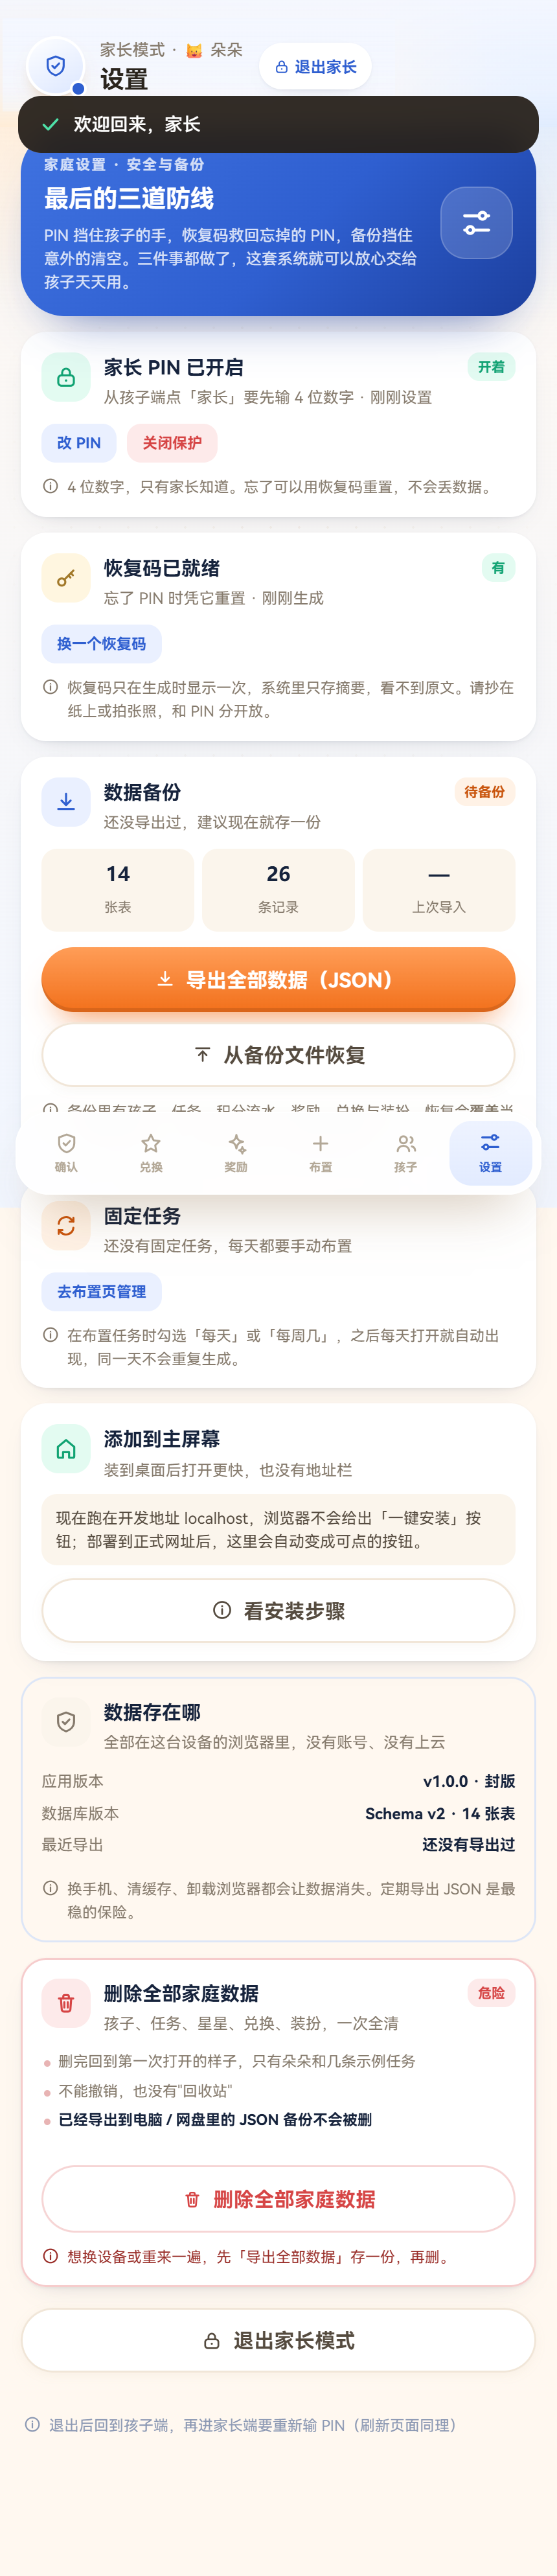 家长模式 · 朵朵
设置
退出家长
欢迎回来，家长
家庭设置 · 安全与备份
最后的三道防线
PIN 挡住孩子的手，恢复码救回忘掉的 PIN，备份挡住
意外的清空。三件事都做了，这套系统就可以放心交给
孩子天天用。
家长 PIN 已开启
开着
从孩子端点「家长」要先输 4 位数字 · 刚刚设置
改 PIN
关闭保护
4 位数字，只有家长知道。忘了可以用恢复码重置，不会丢数据。
恢复码已就绪
有
忘了 PIN 时凭它重置 · 刚刚生成
换一个恢复码
恢复码只在生成时显示一次，系统里只存摘要，看不到原文。请抄在
纸上或拍张照，和 PIN 分开放。
数据备份
待备份
还没导出过，建议现在就存一份
14
26
—
张表
条记录
上次导入
导出全部数据（JSON）
从备份文件恢复
备份里有孩子、任务、积分流水、奖励、兑换与装扮，恢复会覆盖当
确认
兑换
奖励
布置
孩子
设置
固定任务
还没有固定任务，每天都要手动布置
去布置页管理
在布置任务时勾选「每天」或「每周几」，之后每天打开就自动出
现，同一天不会重复生成。
添加到主屏幕
装到桌面后打开更快，也没有地址栏
现在跑在开发地址 localhost，浏览器不会给出「一键安装」按
钮；部署到正式网址后，这里会自动变成可点的按钮。
看安装步骤
数据存在哪
全部在这台设备的浏览器里，没有账号、没有上云
应用版本
v1.0.0 · 封版
数据库版本
Schema v2 · 14 张表
最近导出
还没有导出过
换手机、清缓存、卸载浏览器都会让数据消失。定期导出 JSON 是最
稳的保险。
删除全部家庭数据
危险
孩子、任务、星星、兑换、装扮，一次全清
删完回到第一次打开的样子，只有朵朵和几条示例任务
不能撤销，也没有"回收站"
已经导出到电脑 / 网盘里的 JSON 备份不会被删
删除全部家庭数据
想换设备或重来一遍，先「导出全部数据」存一份，再删。
退出家长模式
退出后回到孩子端，再进家长端要重新输 PIN（刷新页面同理）